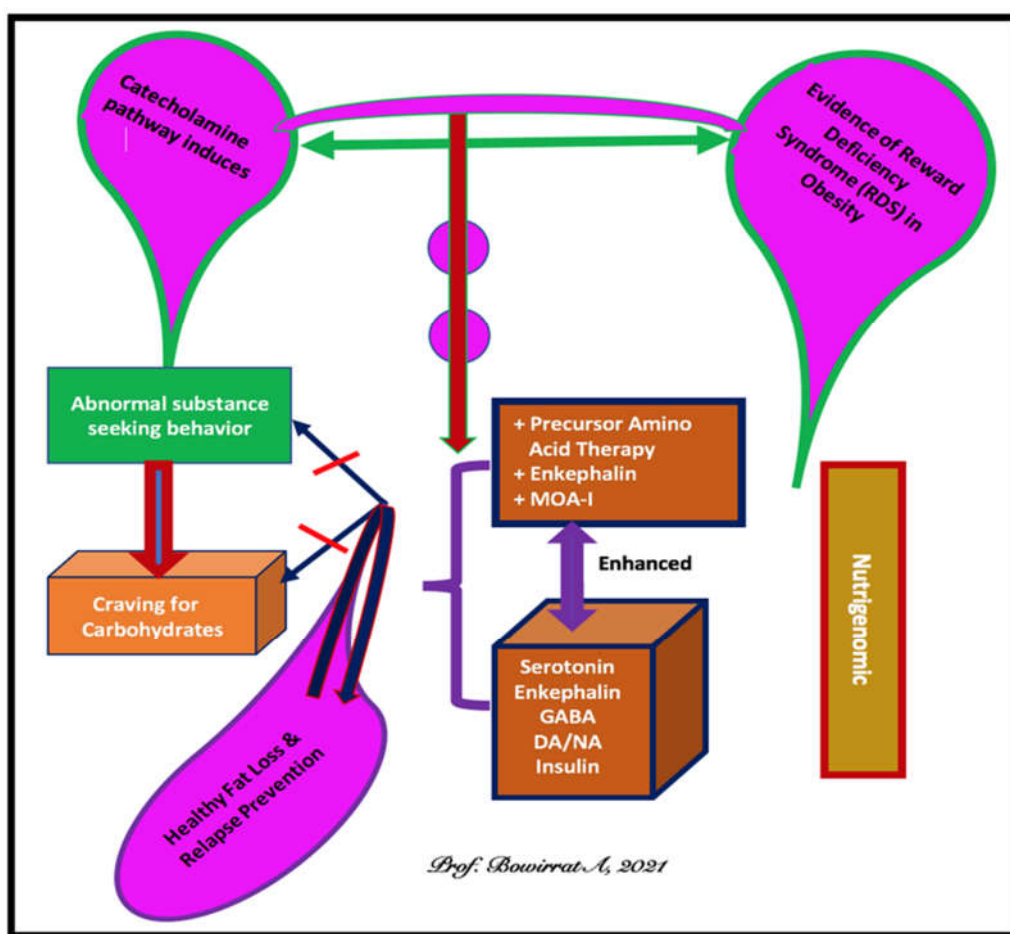 Catecholamine
pathway induces
Evidence of Reward
Deficiency
Syndrome (RDS) in
Obesity
Abnormal substance
seeking behavior
+ Precursor Amino
Acid Therapy
+ Enkephalin
+ MOA-I
Enhanced
Nutrigenomic
Craving for
Carbohydrates
Serotonin
Enkephalin
GABA
DA/NA
Insulin
Healthy Fat Loss &
Relapse Prevention
Prof. Bowirrat A, 2021